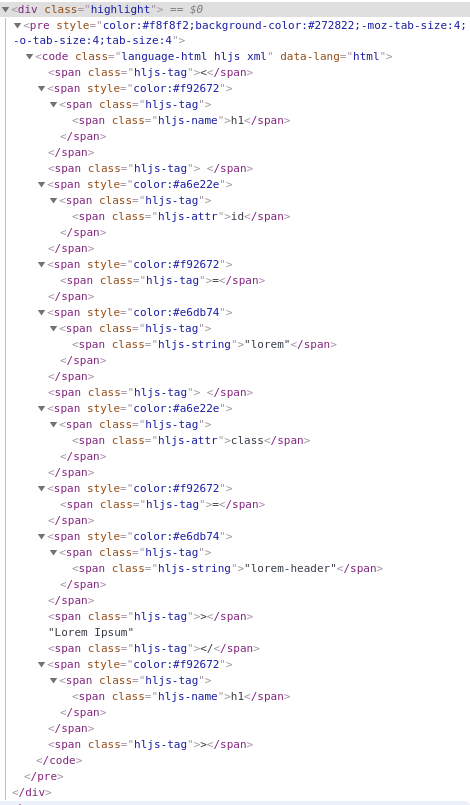 <div class="highlight"> == $0
<pre style="color:#f8f8f2;background-color:#272822;-moz-tab-size:4;
-o-tab-size:4;tab-size:4">
<code class="language-html hljs xml" data-lang="html">
<span class="hljs-tag"><</span>
<span style="color:#f92672">
<span class="hljs-tag">
<span class="hljs-name">h1</span>
</span>
</span>
<span class="hljs-tag"> </span>
<span style="color:#a6e22e">
<span class="hljs-tag">
<span class="hljs-attr">id</span>
</span>
</span>
<span style="color:#f92672">
<span class="hljs-tag">=</span>
</span>
<span style="color:#e6db74">
<span class="hljs-tag">
<span class="hljs-string">"lorem"</span>
</span>
</span>
<span class="hljs-tag"> </span>
<span style="color:#a6e22e">
<span class="hljs-tag">
<span class="hljs-attr">class</span>
</span>
</span>
<span style="color:#f92672">
<span class="hljs-tag">=</span>
</span>
<span style="color:#e6db74">
<span class="hljs-tag">
<span class="hljs-string">"lorem-header"</span>
</span>
</span>
<span class="hljs-tag">></span>
"Lorem Ipsum"
<span class="hljs-tag"></</span>
<span style="color:#f92672">
<span class="hljs-tag">
<span class="hljs-name">h1</span>
</span>
</span>
<span class="hljs-tag">></span>
</code>
</pre>
</div>